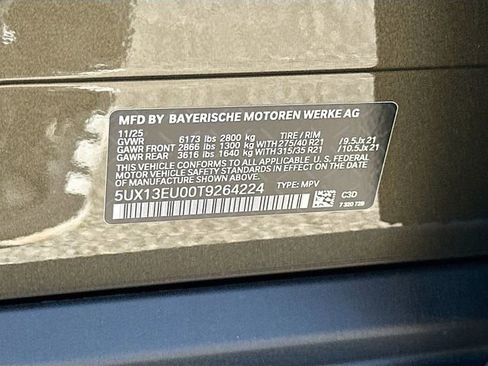 MFD BY BAYERISCHE MOTOREN WERKE AG
11/25
GVWR 6173 lbs 2800 kg TIRE / RIM
GAWR FRONT 2866 lbs 1300 kg WITH 275/40 R21 / 9.5Jx21
GAWR REAR 3616 lbs 1640 kg WITH 315/35 R21 / 10.5Jx21
THIS VEHICLE CONFORMS TO ALL APPLICABLE U.S. FEDERAL
MOTOR VEHICLE SAFETY STANDARDS IN EFFECT ON THE
DATE OF MANUFACTURE SHOWN ABOVE.
5UX13EU00T9264224 TYPE: MPV
C3D
7 320 729